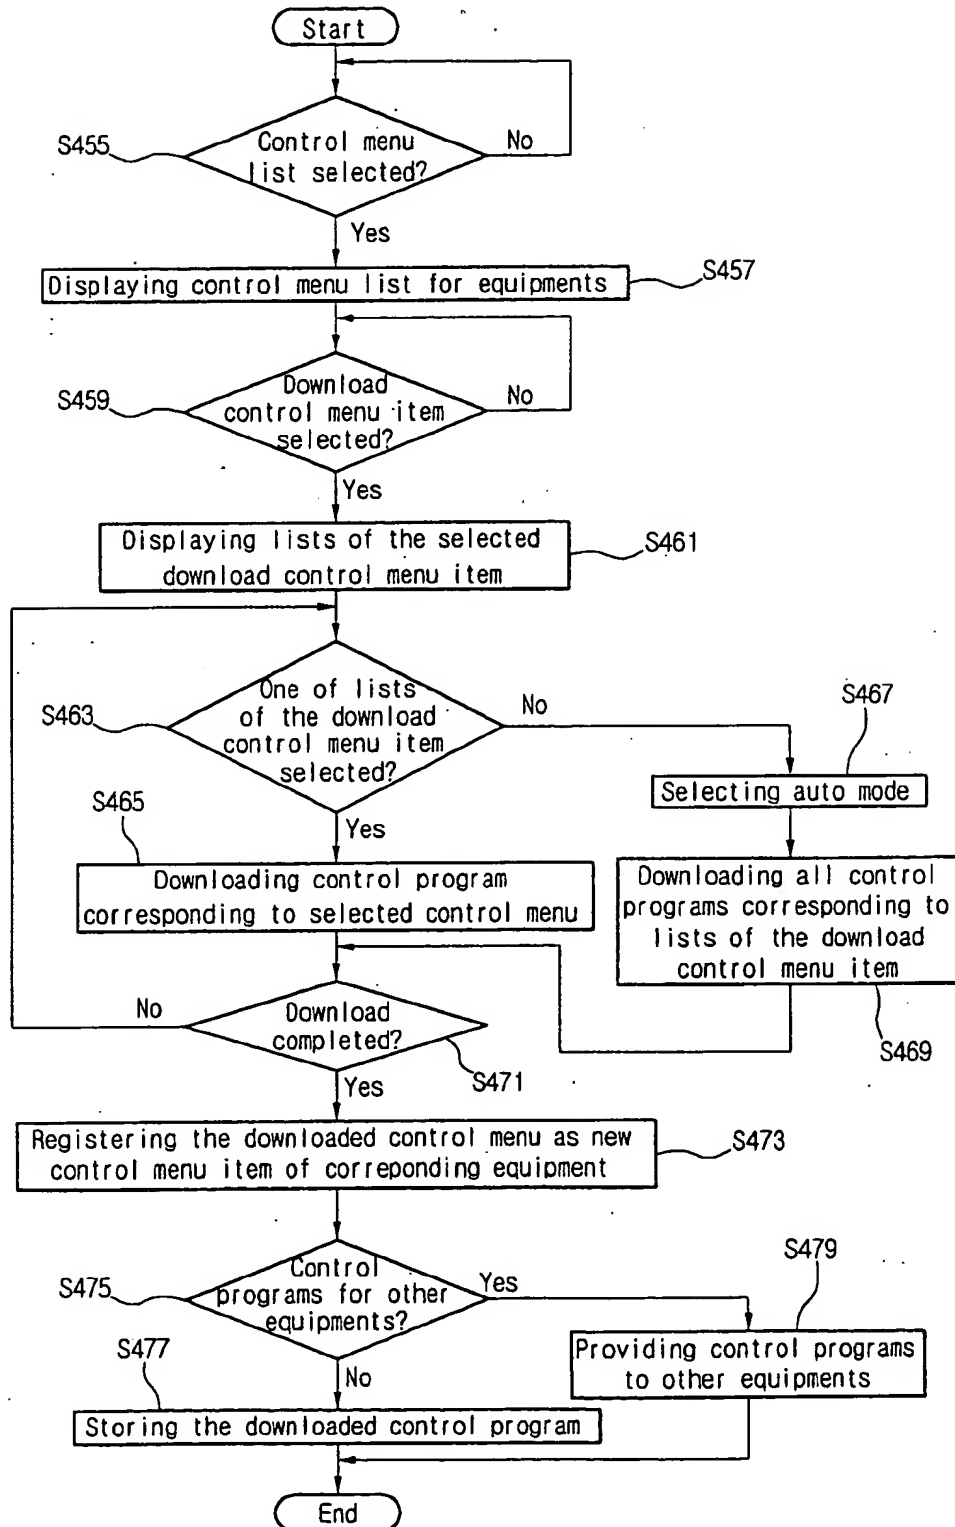 Start
Control menu
list selected?
No
S455
Yes
Displaying control menu list for equipments
S457
Download
control menu item
selected?
No
S459
Yes
Displaying lists of the selected
download control menu item
S461
One of lists
of the download
control menu item
selected?
S463
No
S467
Selecting auto mode
S465
Yes
Downloading control program
corresponding to selected control menu
Downloading all control
programs corresponding to
lists of the download
control menu item
S469
No
Download
completed?
S471
Yes
Registering the downloaded control menu as new
control menu item of correponding equipment
S473
Control
programs for other
equipments?
S475
Yes
S479
Providing control programs
to other equipments
S477
No
Storing the downloaded control program
End